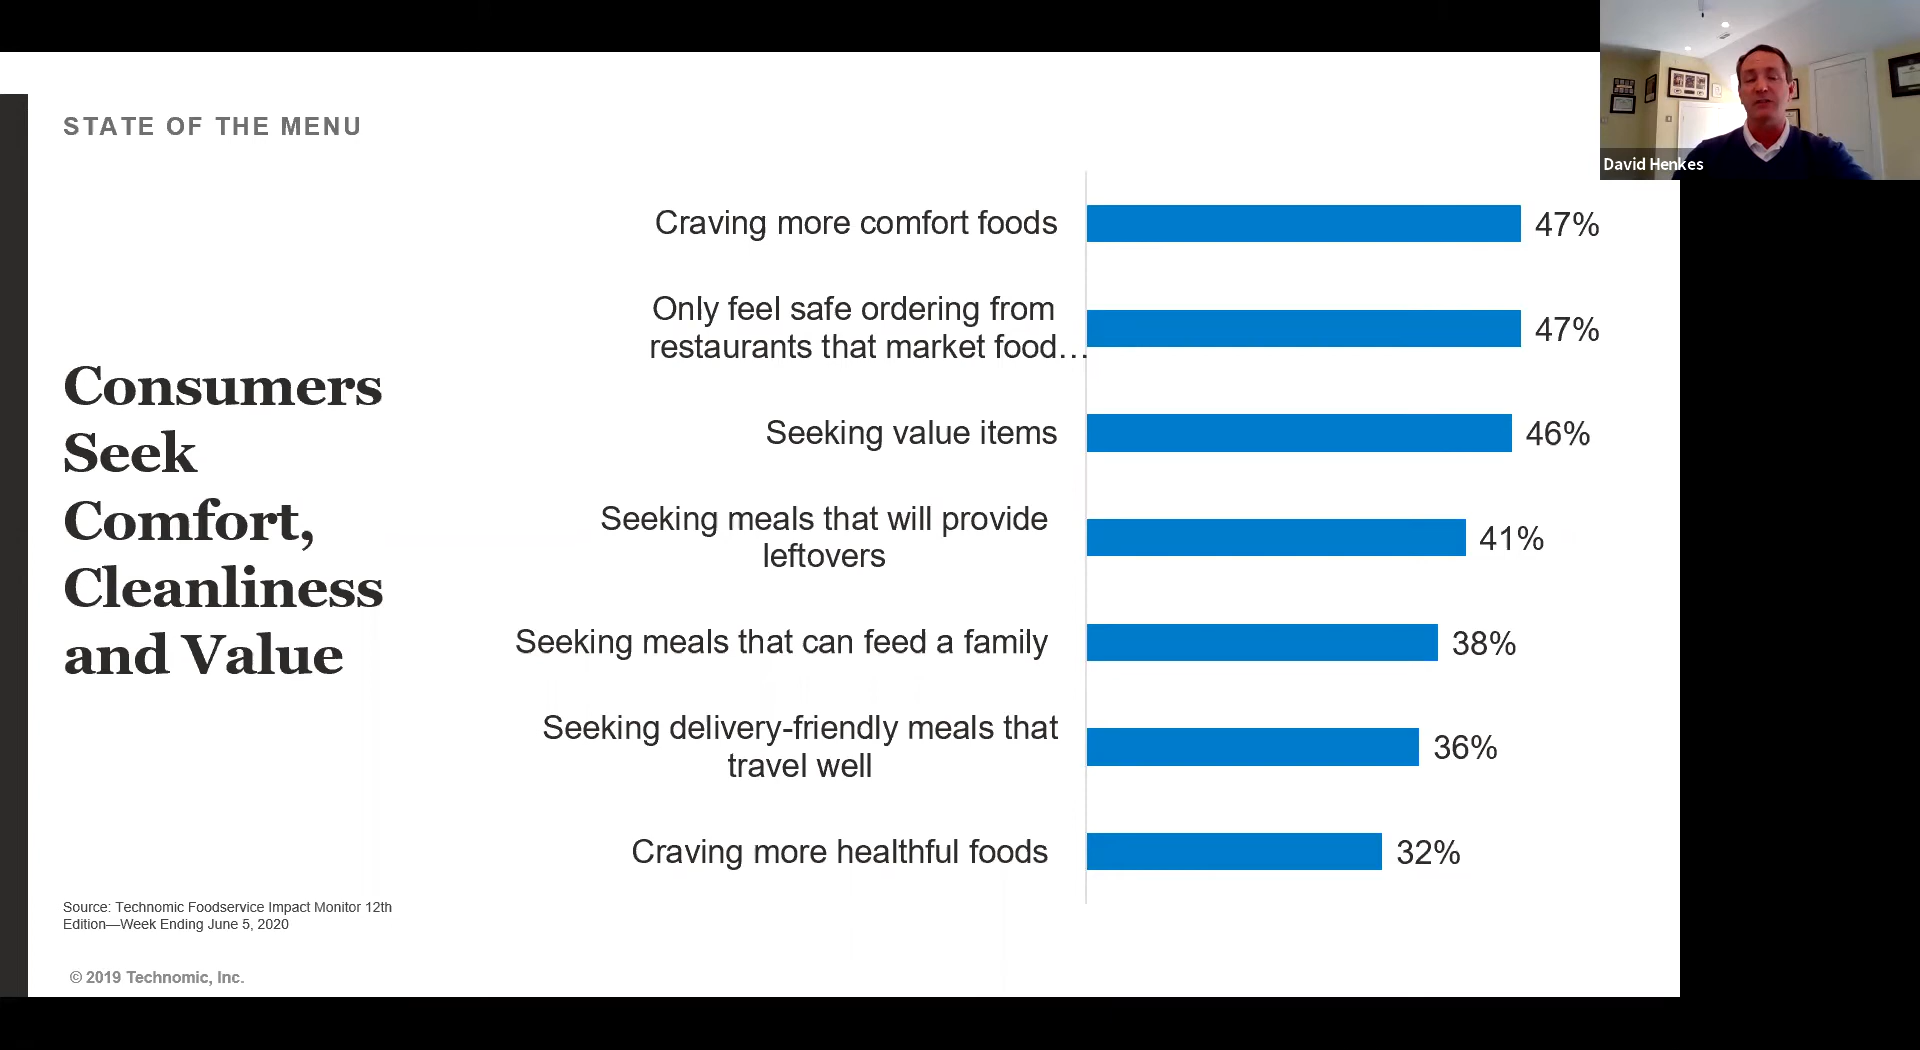 STATE OF THE MENU
David Henkes
Consumers
Seek
Comfort,
Cleanliness
and Value
Craving more comfort foods
47%
Only feel safe ordering from
restaurants that market food…
47%
Seeking value items
46%
Seeking meals that will provide
leftovers
41%
Seeking meals that can feed a family
38%
Seeking delivery-friendly meals that
travel well
36%
Craving more healthful foods
32%
Source: Technomic Foodservice Impact Monitor 12th
Edition—Week Ending June 5, 2020
© 2019 Technomic, Inc.